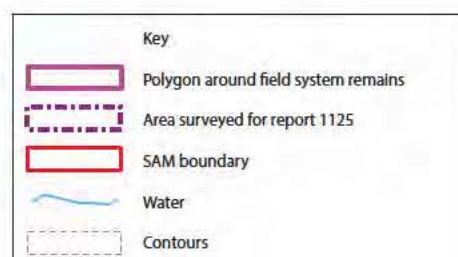 Key
Polygon around field system remains
Area surveyed for report 1125
SAM boundary
Water
Contours